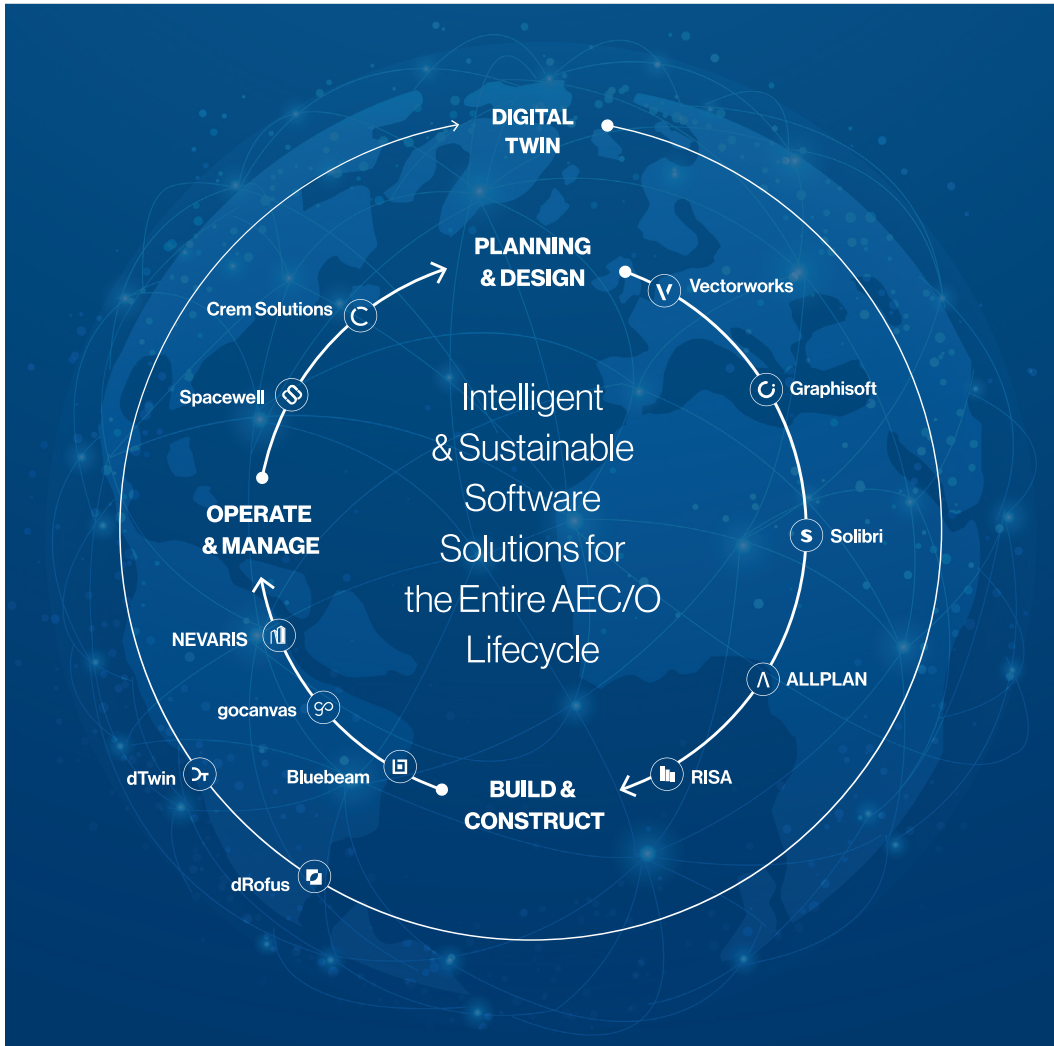 DIGITAL
TWIN
PLANNING
& DESIGN
Vectorworks
Crem Solutions
Graphisoft
Spacewell
Intelligent
& Sustainable
Software
Solutions for
the Entire AEC/O
Lifecycle
OPERATE
& MANAGE
Solibri
NEVARIS
ALLPLAN
gocanvas
Bluebeam
RISA
dTwin
BUILD &
CONSTRUCT
dRofus